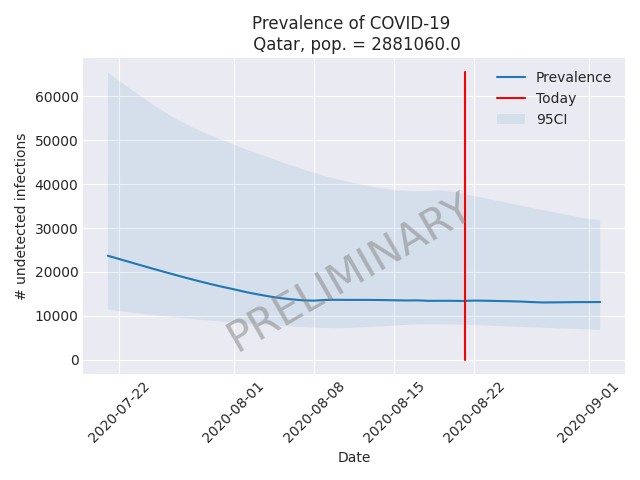 Prevalence of COVID-19
Qatar, pop. = 2881060.0
Prevalence
Today
95CI
60000
50000
40000
30000
20000
10000
0
# undetected infections
PRELIMINARY
2020-07-22
2020-08-01
2020-08-08
2020-08-15
2020-08-22
2020-09-01
Date